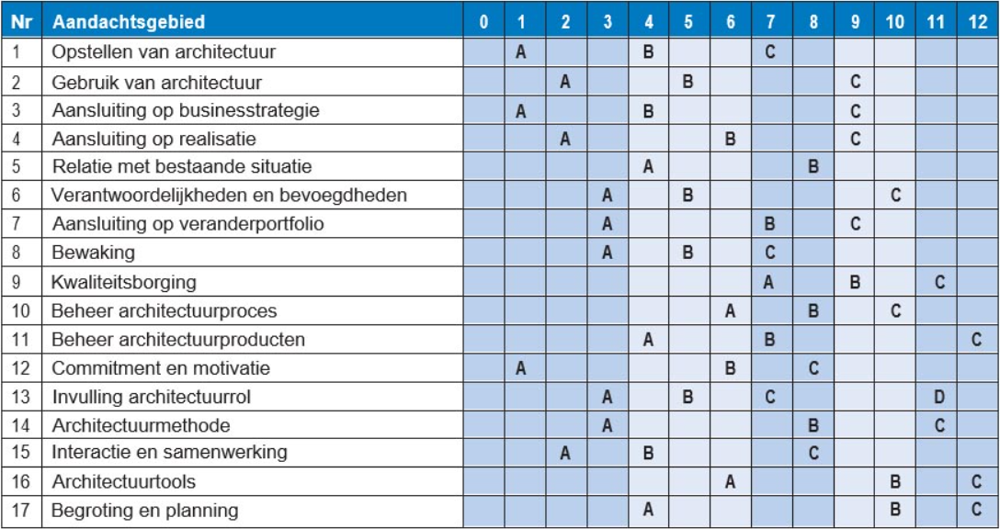 Nr Aandachtsgebied 0 1 2 3 4 5 6 7 8 9 10 11 12
1 Opstellen van architectuur A B C
2 Gebruik van architectuur A B C
3 Aansluiting op businesstrategie A B C
4 Aansluiting op realisatie A B C
5 Relatie met bestaande situatie A B
6 Verantwoordelijkheden en bevoegdheden A B C
7 Aansluiting op veranderportfolio A B C
8 Bewaking A B C
9 Kwaliteitsborging A B C
10 Beheer architectuurproces A B C
11 Beheer architectuurproducten A B C
12 Commitment en motivatie A B C
13 Invulling architectuurrol A B C D
14 Architectuurmethode A B C
15 Interactie en samenwerking A B C
16 Architectuurtools A B C
17 Begroting en planning A B C